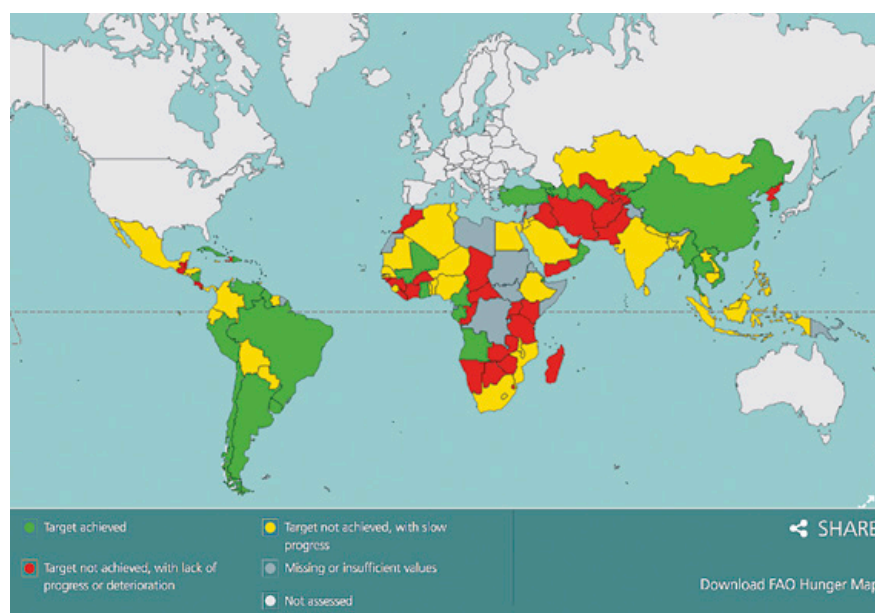 Target achieved
Target not achieved, with lack of
progress or deterioration
Target not achieved, with slow
progress
Missing or insufficient values
Not assessed
SHARE
Download FAO Hunger Map